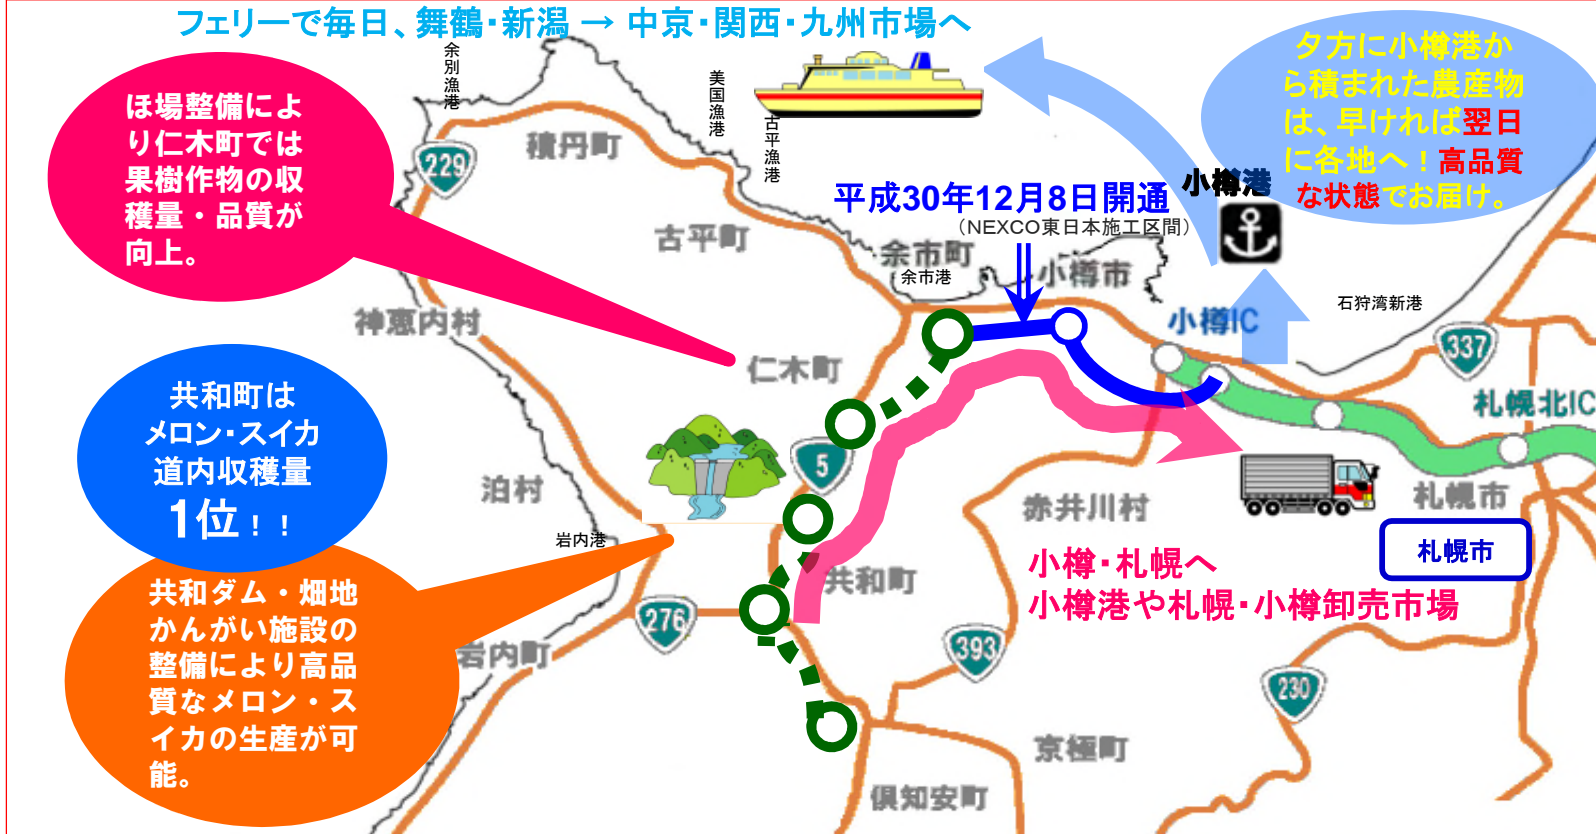 フェリーで毎日、舞鶴・新潟 → 中京・関西・九州市場へ
夕方に小樽港か
ら積まれた農産物
は、早ければ翌日
に各地へ！高品質
な状態でお届け。
余別漁港
美国漁港
古平漁港
ほ場整備によ
り仁木町では
果樹作物の収
穫量・品質が
向上。
229
積丹町
古平町
平成30年12月8日開通
（NEXCO東日本施工区間）
小樽港
余市町
余市港
小樽市
石狩湾新港
神恵内村
小樽IC
337
仁木町
共和町は
メロン・スイカ
道内収穫量
1位！！
札幌北IC
5
泊村
赤井川村
札幌市
岩内港
札幌市
共和町
小樽・札幌へ
小樽港や札幌・小樽卸売市場
共和ダム・畑地
かんがい施設の
整備により高品
質なメロン・ス
イカの生産が可
能。
276
岩内町
393
230
京極町
倶知安町